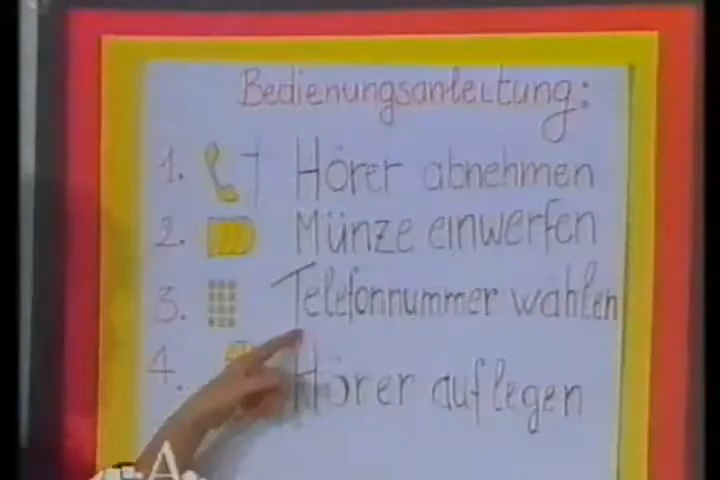 Bedienungsanleitung:
1. Hörer abnehmen
2. Münze einwerfen
3. Telefonnummer wählen
4. Hörer auflegen